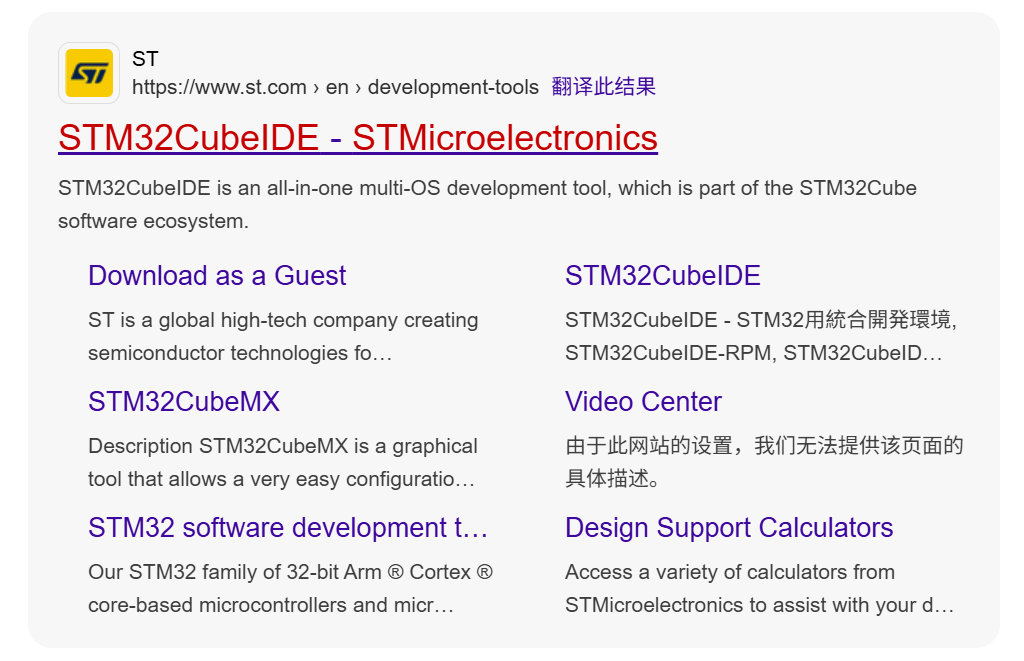 ST
ST
https://www.st.com › en › development-tools 翻译此结果
STM32CubeIDE - STMicroelectronics
STM32CubeIDE is an all-in-one multi-OS development tool, which is part of the STM32Cube
software ecosystem.
Download as a Guest
ST is a global high-tech company creating
semiconductor technologies fo…
STM32CubeIDE
STM32CubeIDE - STM32用統合開発環境,
STM32CubeIDE-RPM, STM32CubeID…
STM32CubeMX
Description STM32CubeMX is a graphical
tool that allows a very easy configuratio…
Video Center
由于此网站的设置，我们无法提供该页面的
具体描述。
STM32 software development t…
Our STM32 family of 32-bit Arm ® Cortex ®
core-based microcontrollers and micr…
Design Support Calculators
Access a variety of calculators from
STMicroelectronics to assist with your d…